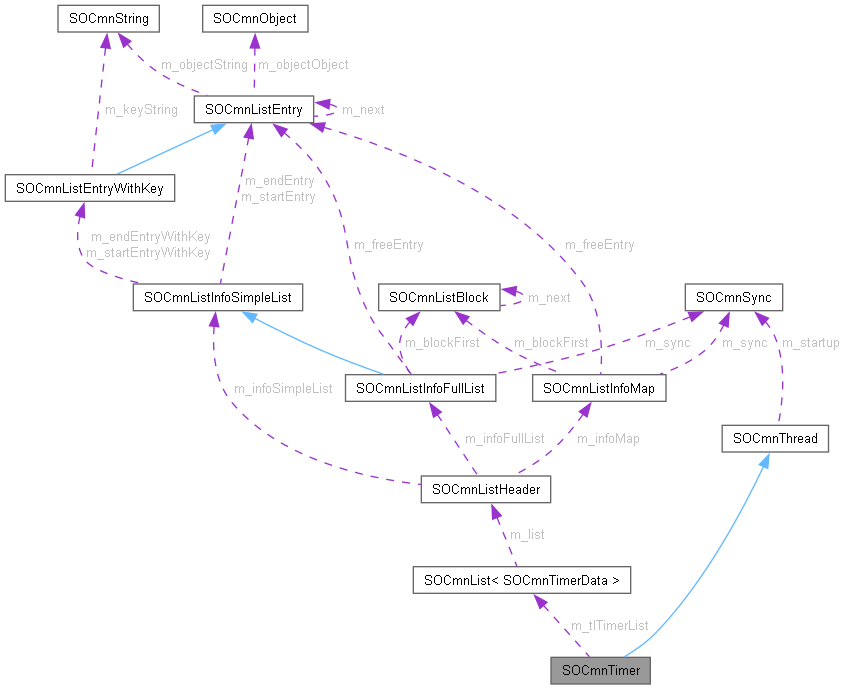 SOCmnString
SOCmnObject
m_objectString
m_objectObject
m_keyString
SOCmnListEntry
m_next
SOCmnListEntryWithKey
m_endEntry
m_startEntry
m_endEntryWithKey
m_startEntryWithKey
m_freeEntry
m_freeEntry
SOCmnListInfoSimpleList
SOCmnListBlock
m_next
SOCmnSync
m_blockFirst
m_blockFirst
m_sync
m_sync
m_startup
m_infoSimpleList
SOCmnListInfoFullList
SOCmnListInfoMap
m_infoFullList
m_infoMap
SOCmnThread
SOCmnListHeader
m_list
SOCmnList< SOCmnTimerData >
m_tlTimerList
SOCmnTimer